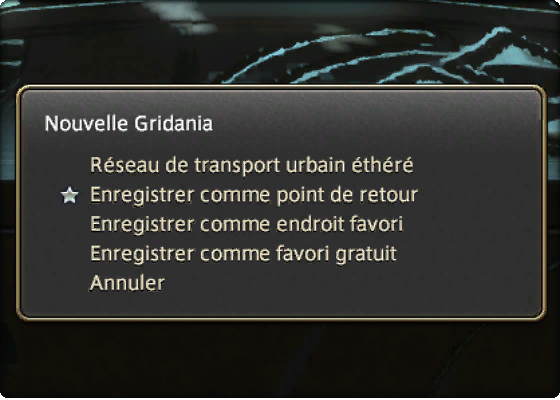 Nouvelle Gridania
Réseau de transport urbain éthéré
Enregistrer comme point de retour
Enregistrer comme endroit favori
Enregistrer comme favori gratuit
Annuler